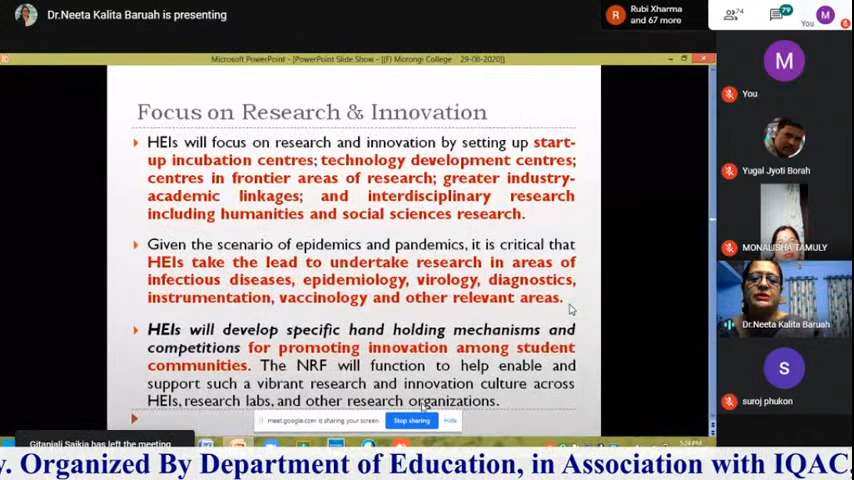 Dr.Neeta Kalita Baruah is presenting
Rubi Xharma
and 67 more
74
79
You
M
Microsoft PowerPoint - [PowerPoint Slide Show - [(F) Morongi College 29-08-2020]]
Focus on Research & Innovation
HEIs will focus on research and innovation by setting up start-
up incubation centres; technology development centres;
centres in frontier areas of research; greater industry-
academic linkages; and interdisciplinary research
including humanities and social sciences research.
Given the scenario of epidemics and pandemics, it is critical that
HEIs take the lead to undertake research in areas of
infectious diseases, epidemiology, virology, diagnostics,
instrumentation, vaccinology and other relevant areas.
HEIs will develop specific hand holding mechanisms and
competitions for promoting innovation among student
communities. The NRF will function to help enable and
support such a vibrant research and innovation culture across
HEIs, research labs, and other research organizations.
meet.google.com is sharing your screen. Stop sharing Hide
Gitanjali Saikia has left the meeting
5:24 PM
M
You
Yugal Jyoti Borah
MONALISHA TAMULY
Dr.Neeta Kalita Baruah
S
suroj phukon
y. Organized By Department of Education, in Association with IQAC,